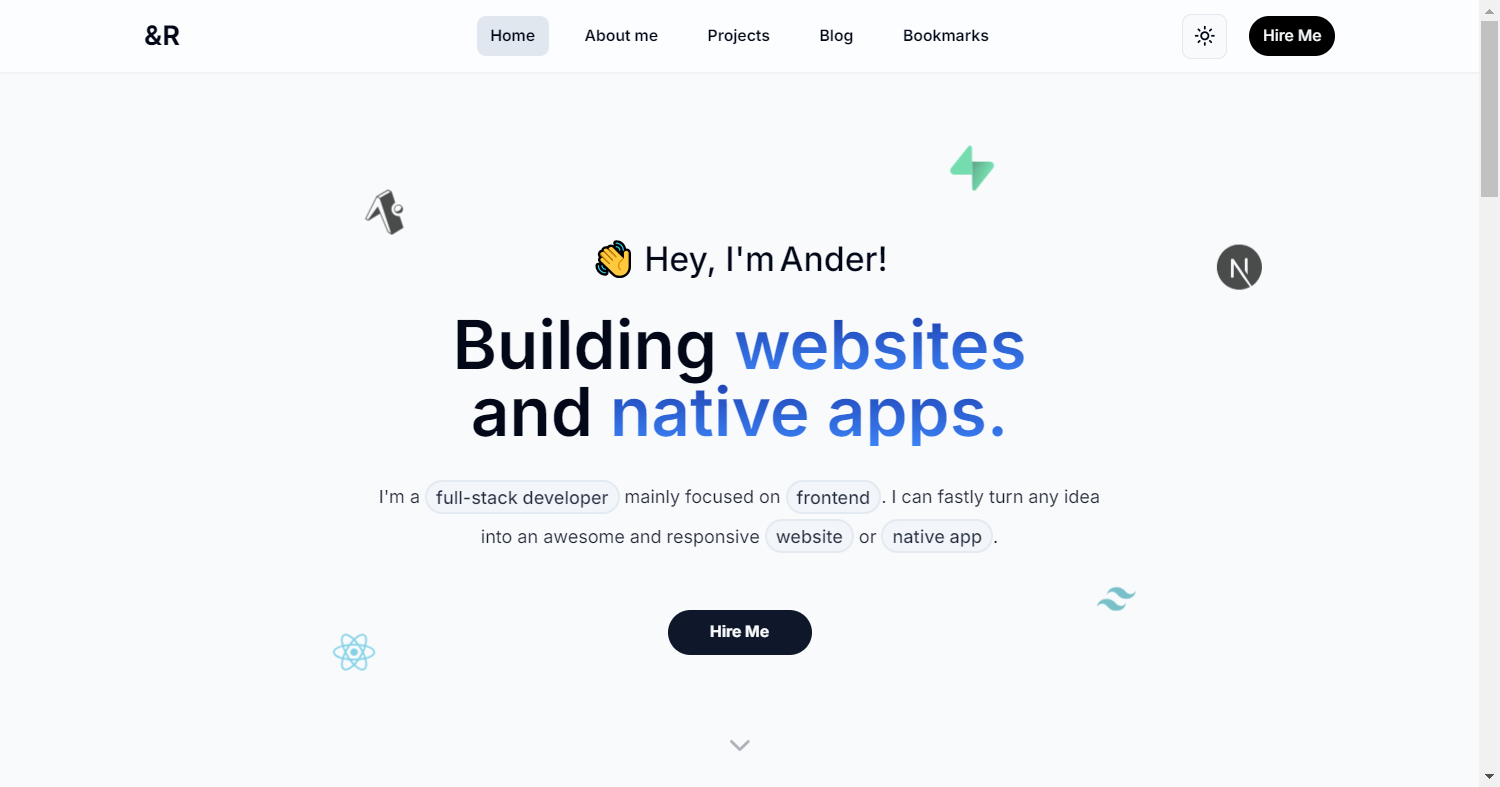 &R
Home
About me
Projects
Blog
Bookmarks
Hire Me
N
👋 Hey, I'm Ander!
Building websites
and native apps.
I'm a full-stack developer mainly focused on frontend. I can fastly turn any idea
into an awesome and responsive website or native app.
Hire Me